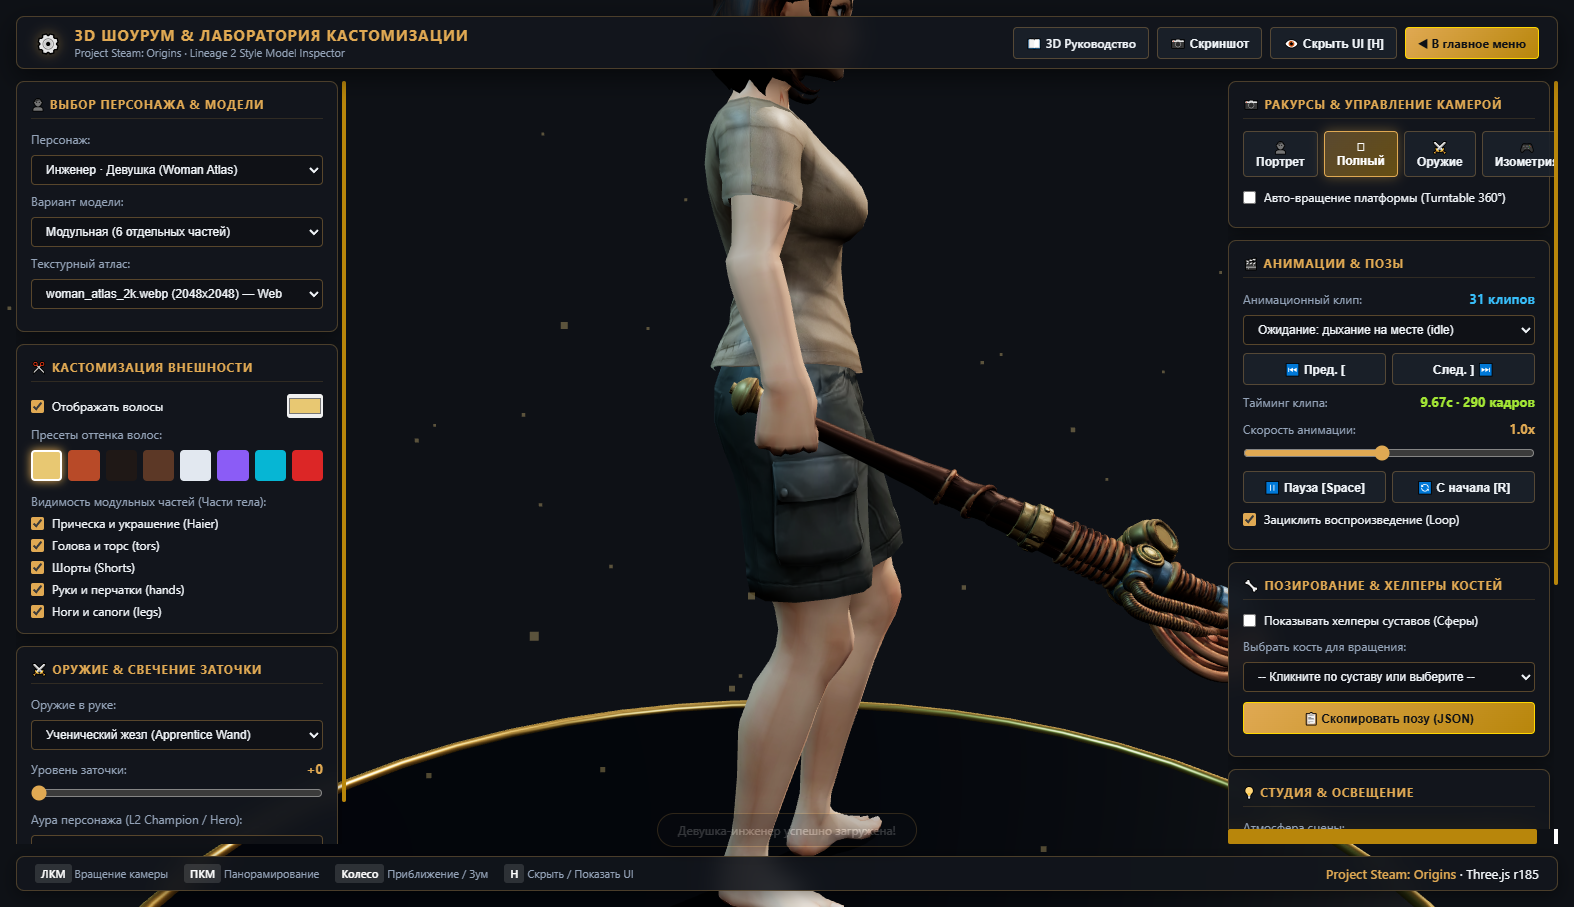 3D ШОУРУМ & ЛАБОРАТОРИЯ КАСТОМИЗАЦИИ
Project Steam: Origins · Lineage 2 Style Model Inspector
3D Руководство
Скриншот
Скрыть UI [H]
◀ В главное меню
ВЫБОР ПЕРСОНАЖА & МОДЕЛИ
Персонаж:
Инженер - Девушка (Woman Atlas)
Вариант модели:
Модульная (6 отдельных частей)
Текстурный атлас:
woman_atlas_2k.webp (2048x2048) — Web
КАСТОМИЗАЦИЯ ВНЕШНОСТИ
Отображать волосы
Пресеты оттенка волос:
Видимость модульных частей (Части тела):
Прическа и украшение (Haier)
Голова и торс (tors)
Шорты (Shorts)
Руки и перчатки (hands)
Ноги и сапоги (legs)
ОРУЖИЕ & СВЕЧЕНИЕ ЗАТОЧКИ
Оружие в руке:
Ученический жезл (Apprentice Wand)
Уровень заточки: +0
Аура персонажа (L2 Champion / Hero):
РАКУРСЫ & УПРАВЛЕНИЕ КАМЕРОЙ
Портрет
Полный
Оружие
Изометрия
Авто-вращение платформы (Turntable 360°)
АНИМАЦИИ & ПОЗЫ
Анимационный клип: 31 клипов
Ожидание: дыхание на месте (idle)
Пред. [
След. ]
Тайминг клипа: 9.67с · 290 кадров
Скорость анимации: 1.0x
Пауза [Space]
С начала [R]
Зациклить воспроизведение (Loop)
ПОЗИРОВАНИЕ & ХЕЛПЕРЫ КОСТЕЙ
Показывать хелперы суставов (Сферы)
Выбрать кость для вращения:
-- Кликните по суставу или выберите --
Скопировать позу (JSON)
СТУДИЯ & ОСВЕЩЕНИЕ
Атмосфера сцены:
Девушка-инженер успешно загружена!
ЛКМ Вращение камеры ПКМ Панорамирование Колесо Приближение / Зум H Скрыть / Показать UI
Project Steam: Origins · Three.js r185